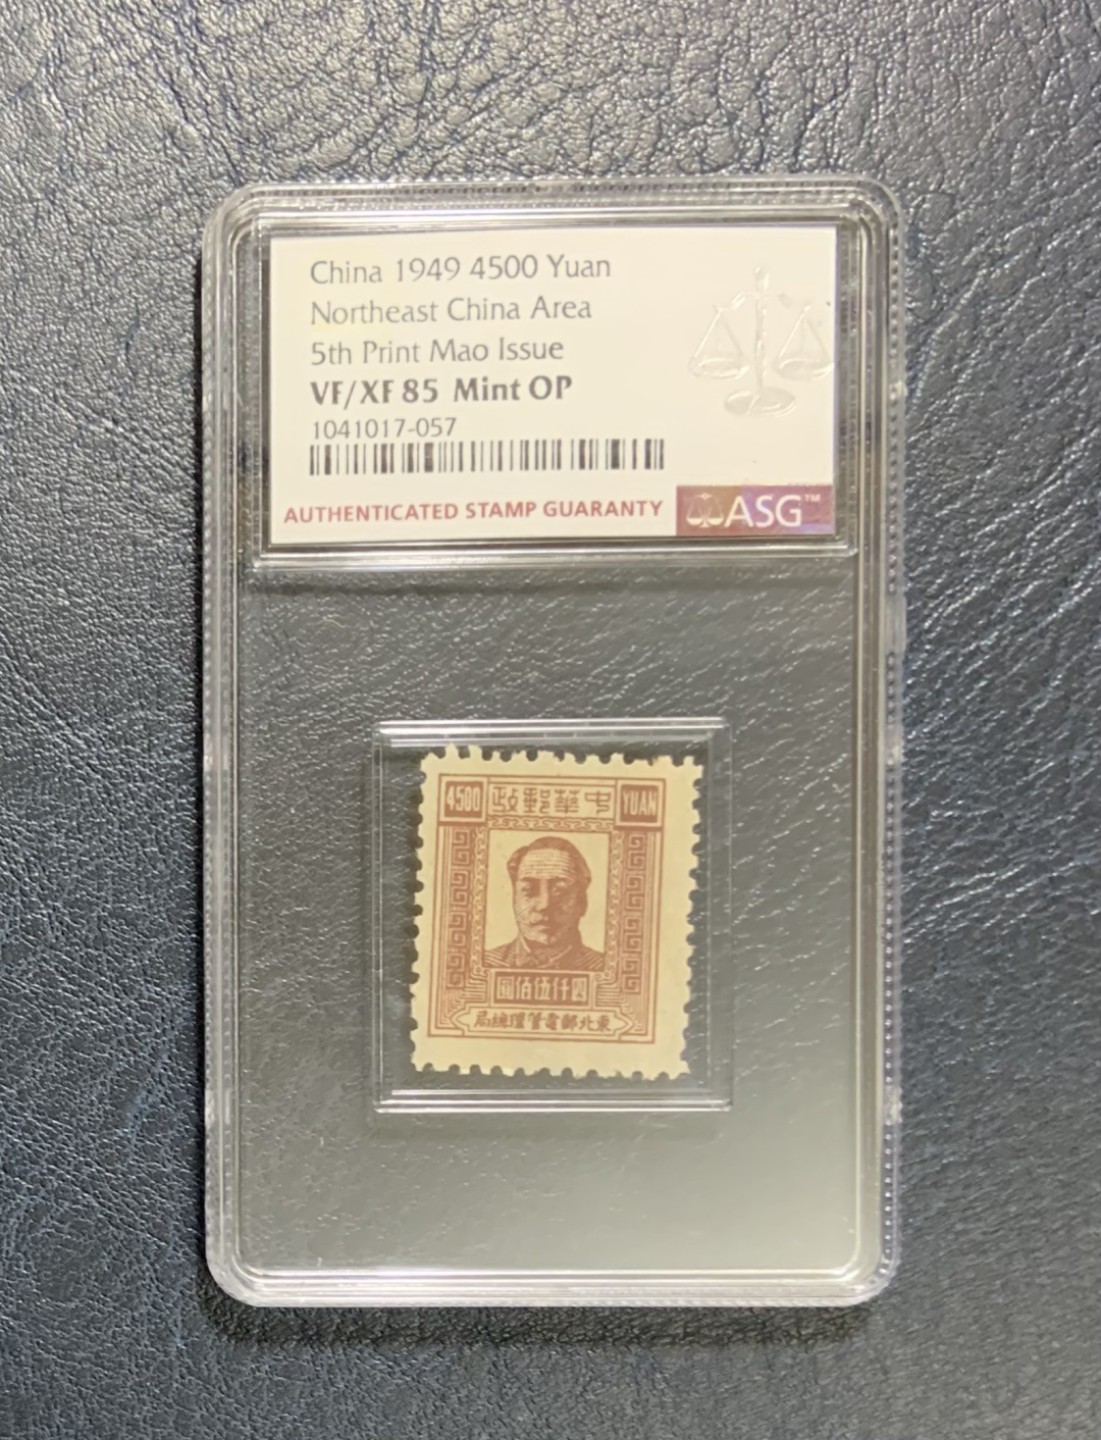 China 1949 4500 Yuan
Northeast China Area
5th Print Mao Issue
VF/XF 85 Mint OP
1041017-057
AUTHENTICATED STAMP GUARANTY ASG™
4500 政郵華中 YUAN
圓佰伍仟四
局總理管電郵北東